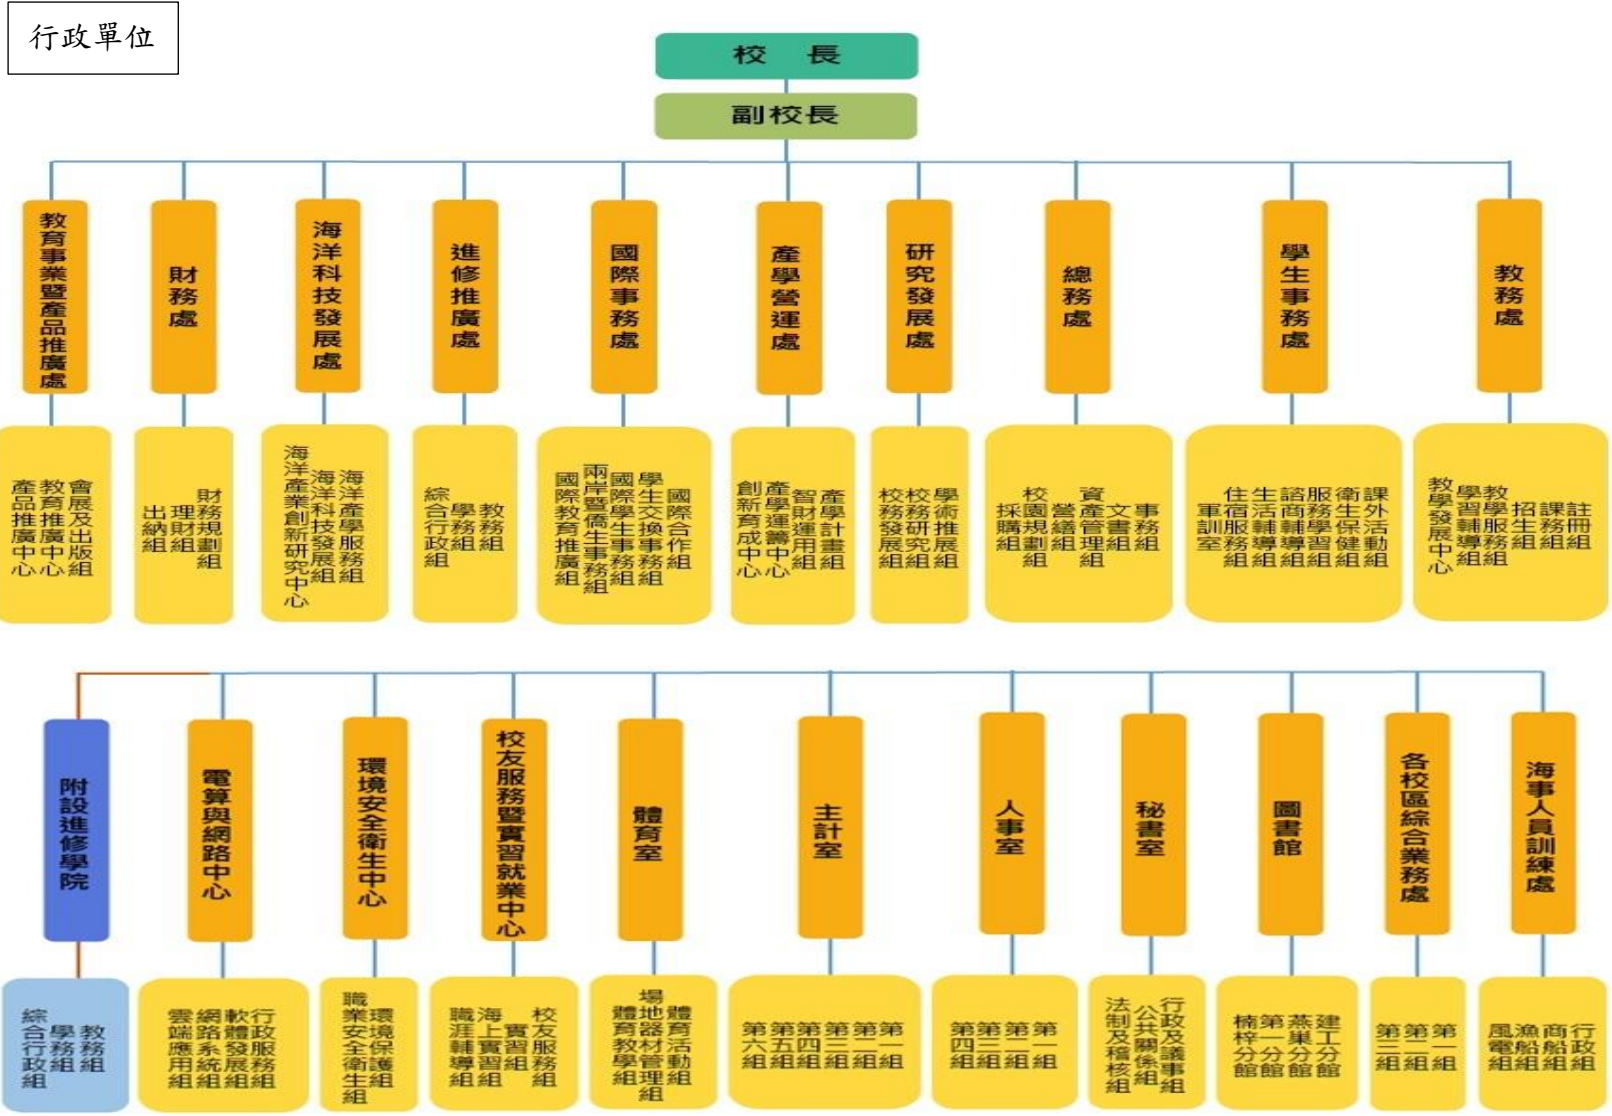 行政單位
校長
副校長
教務處
註冊組
課務組
招生組
教學服務組
學習輔導組
教學發展中心
學生事務處
課外活動組
衛生保健組
服務學習組
諮商輔導組
生活輔導組
住宿服務組
軍訓室
總務處
事務組
文書組
資產管理組
營繕組
校園規劃組
採購組
研究發展處
學術推展組
校務研究組
校務發展組
產學營運處
產學計畫組
智財運用組
產學運籌中心
創新育成中心
國際事務處
國際合作組
學生交換事務組
國際學生事務組
兩岸暨僑生事務組
國際教育推廣組
進修推廣處
教務組
學務組
綜合行政組
海洋科技發展處
海洋產學服務組
海洋科技發展組
海洋產業創新研究中心
財務處
財務規劃組
理財組
出納組
教育事業暨產品推廣處
會展及出版組
教育推廣中心
產品推廣中心
海事人員訓練處
行政組
商船組
漁船組
風電組
各校區綜合業務處
第一組
第二組
第三組
圖書館
建工分館
燕巢分館
第一分館
楠梓分館
秘書室
行政及議事組
公共關係組
法制及稽核組
人事室
第一組
第二組
第三組
第四組
主計室
第一組
第二組
第三組
第四組
第五組
第六組
體育室
體育活動組
場地器材管理組
體育教學組
校友服務暨實習就業中心
校友服務組
實習組
海上實習組
職涯輔導組
環境安全衛生中心
環境保護組
職業安全衛生組
電算與網路中心
行政服務組
軟體發展組
網路系統組
雲端應用組
附設進修學院
教務組
學務組
綜合行政組